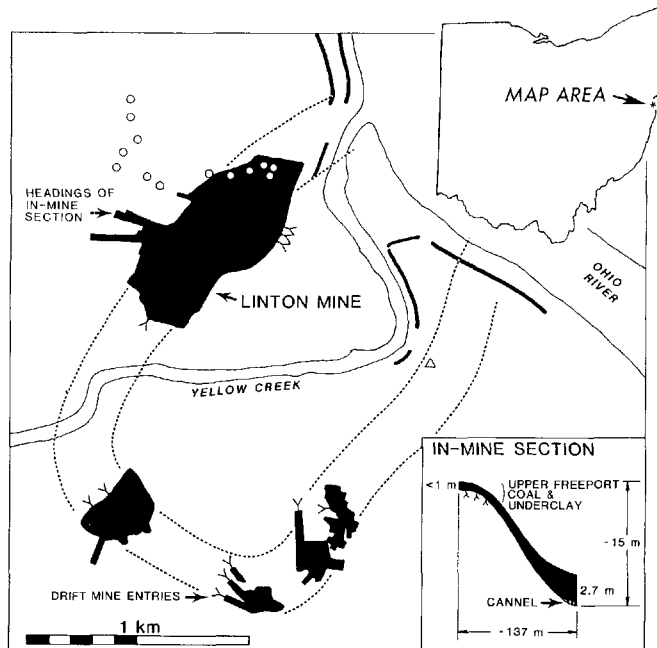 MAP AREA
HEADINGS OF
IN-MINE
SECTION
LINTON MINE
OHIO
RIVER
YELLOW CREEK
IN-MINE SECTION
<1 m
UPPER FREEPORT
COAL &
UNDERCLAY
~15 m
2.7 m
CANNEL
~137 m
DRIFT MINE ENTRIES
1 km